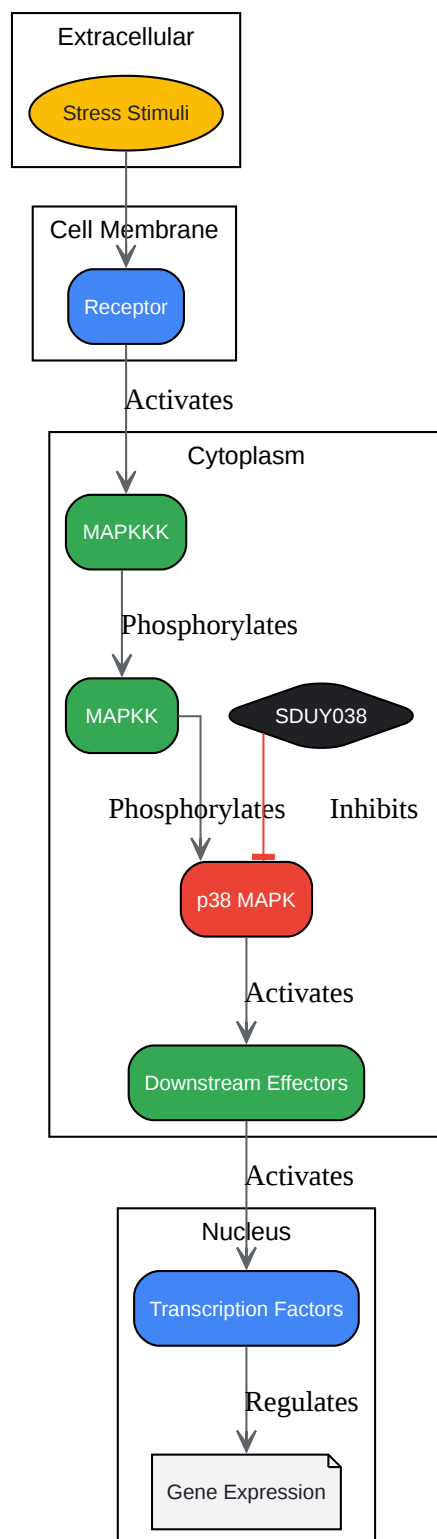 Extracellular
Stress Stimuli
Cell Membrane
Receptor
Activates
Cytoplasm
MAPKKK
Phosphorylates
MAPKK
SDUY038
Phosphorylates
Inhibits
p38 MAPK
Activates
Downstream Effectors
Activates
Nucleus
Transcription Factors
Regulates
Gene Expression